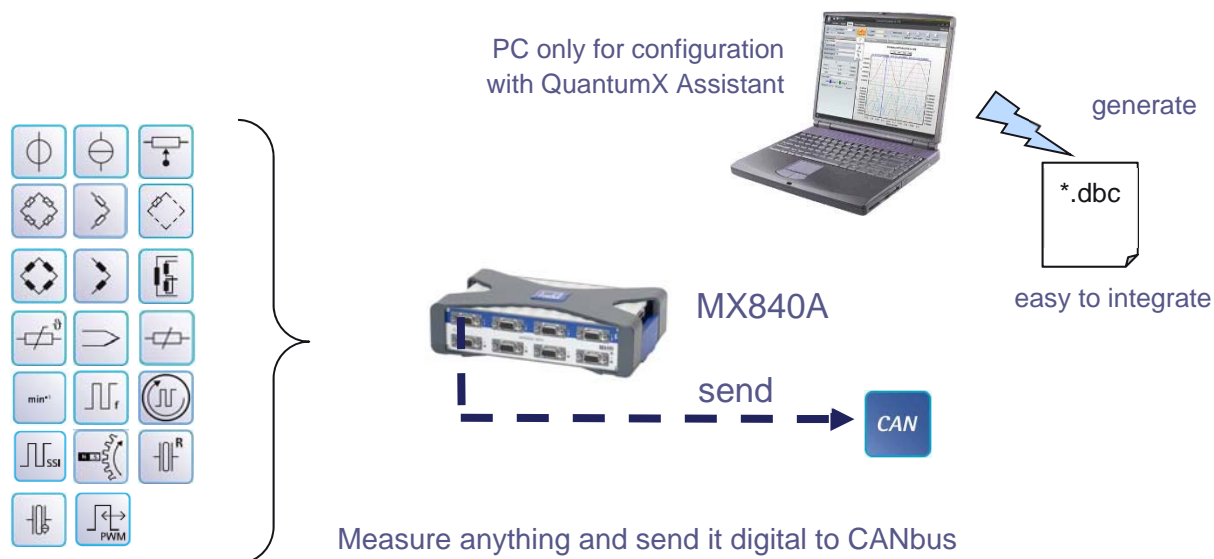 PC only for configuration
with QuantumX Assistant
generate
*.dbc
easy to integrate
MX840A
send
CAN
ϑ
min-1
f
SSI
N S
R
PWM
Measure anything and send it digital to CANbus